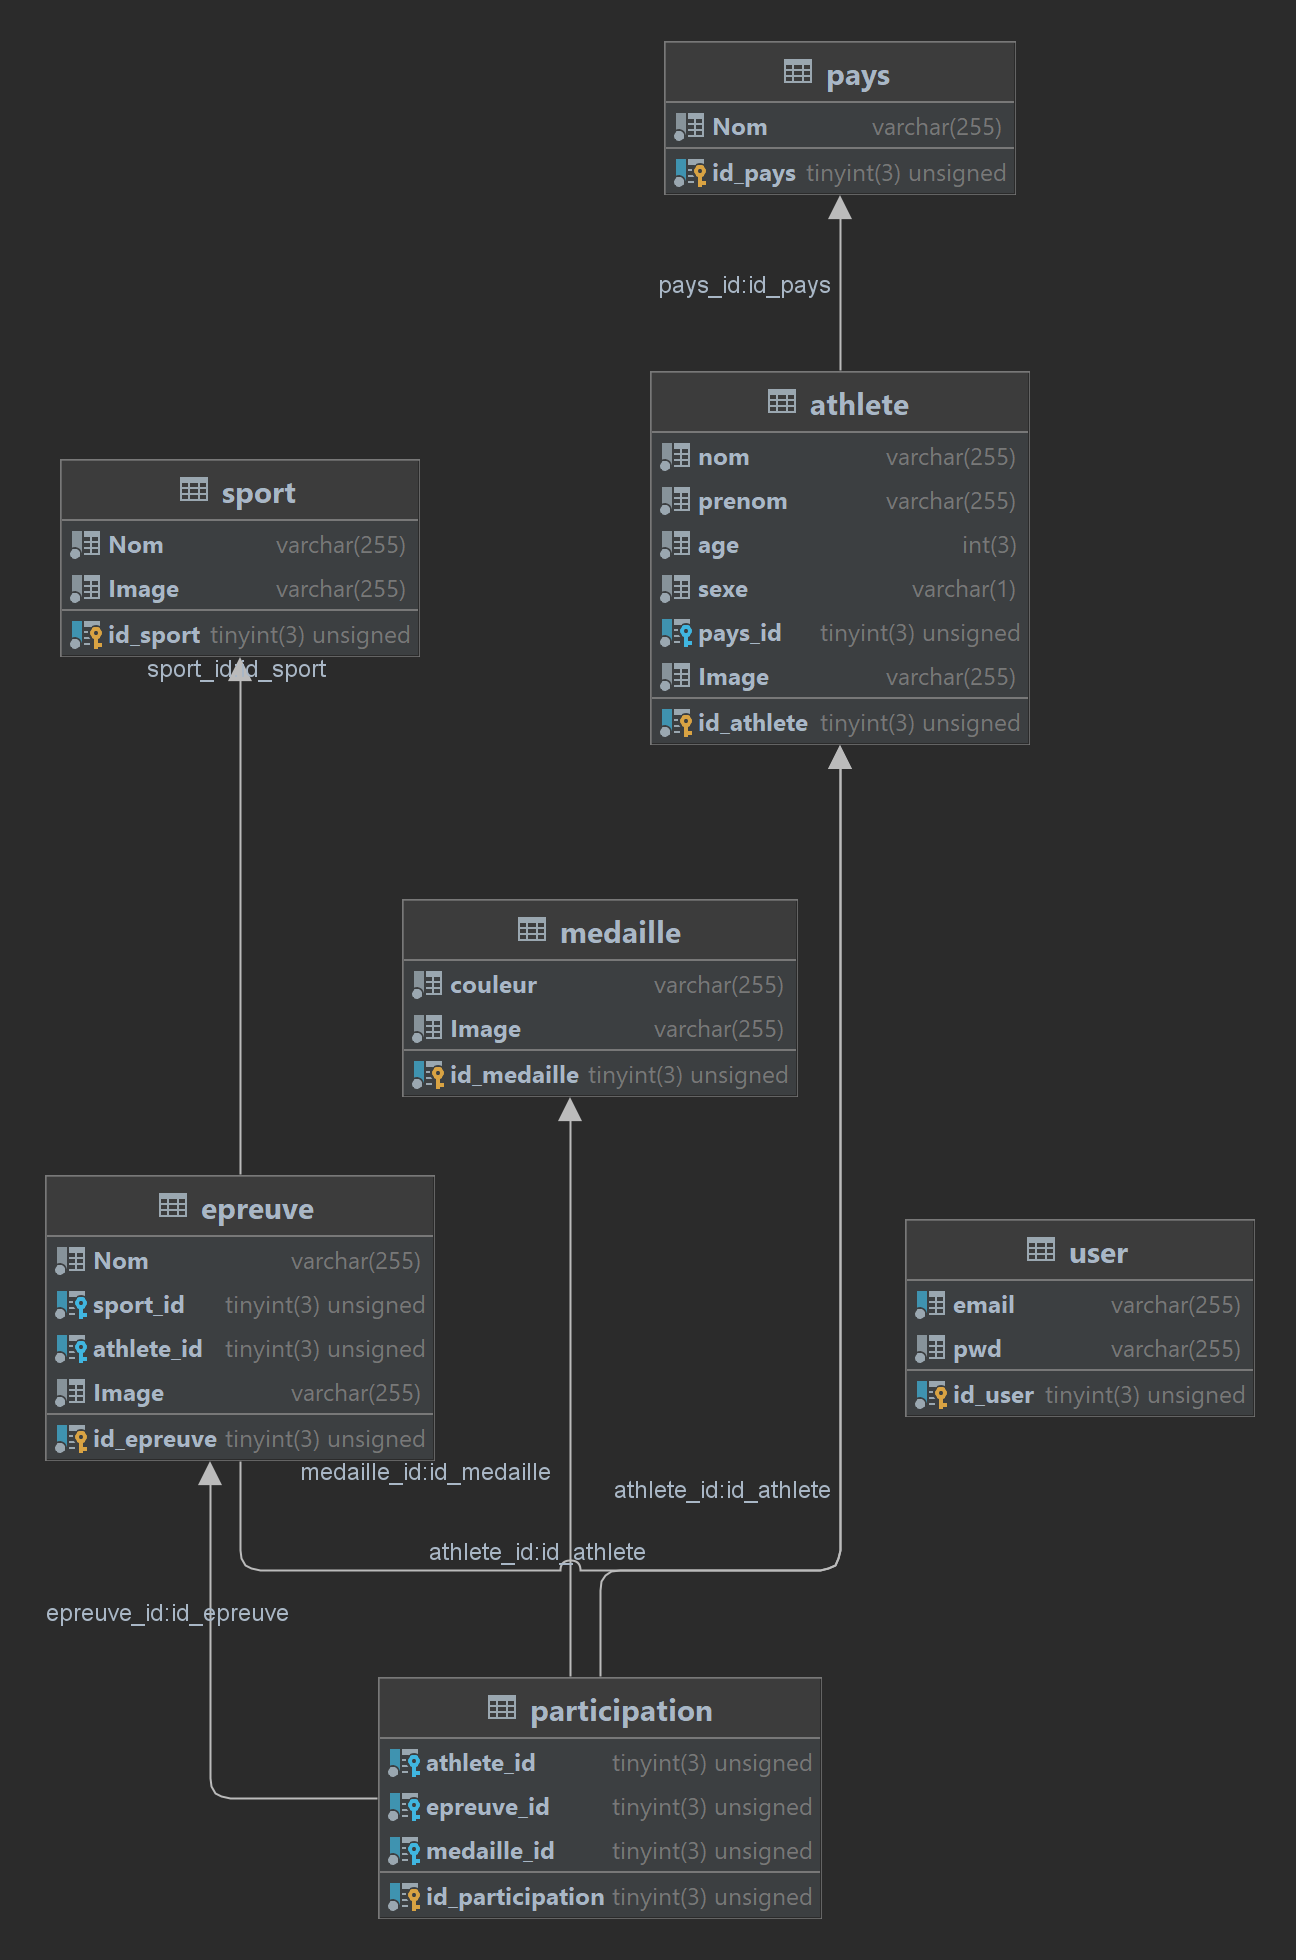 pays
Nom varchar(255)
id_pays tinyint(3) unsigned
pays_id:id_pays
athlete
nom varchar(255)
prenom varchar(255)
age int(3)
sexe varchar(1)
pays_id tinyint(3) unsigned
Image varchar(255)
id_athlete tinyint(3) unsigned
sport
Nom varchar(255)
Image varchar(255)
id_sport tinyint(3) unsigned
sport_id:id_sport
medaille
couleur varchar(255)
Image varchar(255)
id_medaille tinyint(3) unsigned
epreuve
Nom varchar(255)
sport_id tinyint(3) unsigned
athlete_id tinyint(3) unsigned
Image varchar(255)
id_epreuve tinyint(3) unsigned
user
email varchar(255)
pwd varchar(255)
id_user tinyint(3) unsigned
medaille_id:id_medaille
athlete_id:id_athlete
athlete_id:id_athlete
epreuve_id:id_epreuve
participation
athlete_id tinyint(3) unsigned
epreuve_id tinyint(3) unsigned
medaille_id tinyint(3) unsigned
id_participation tinyint(3) unsigned